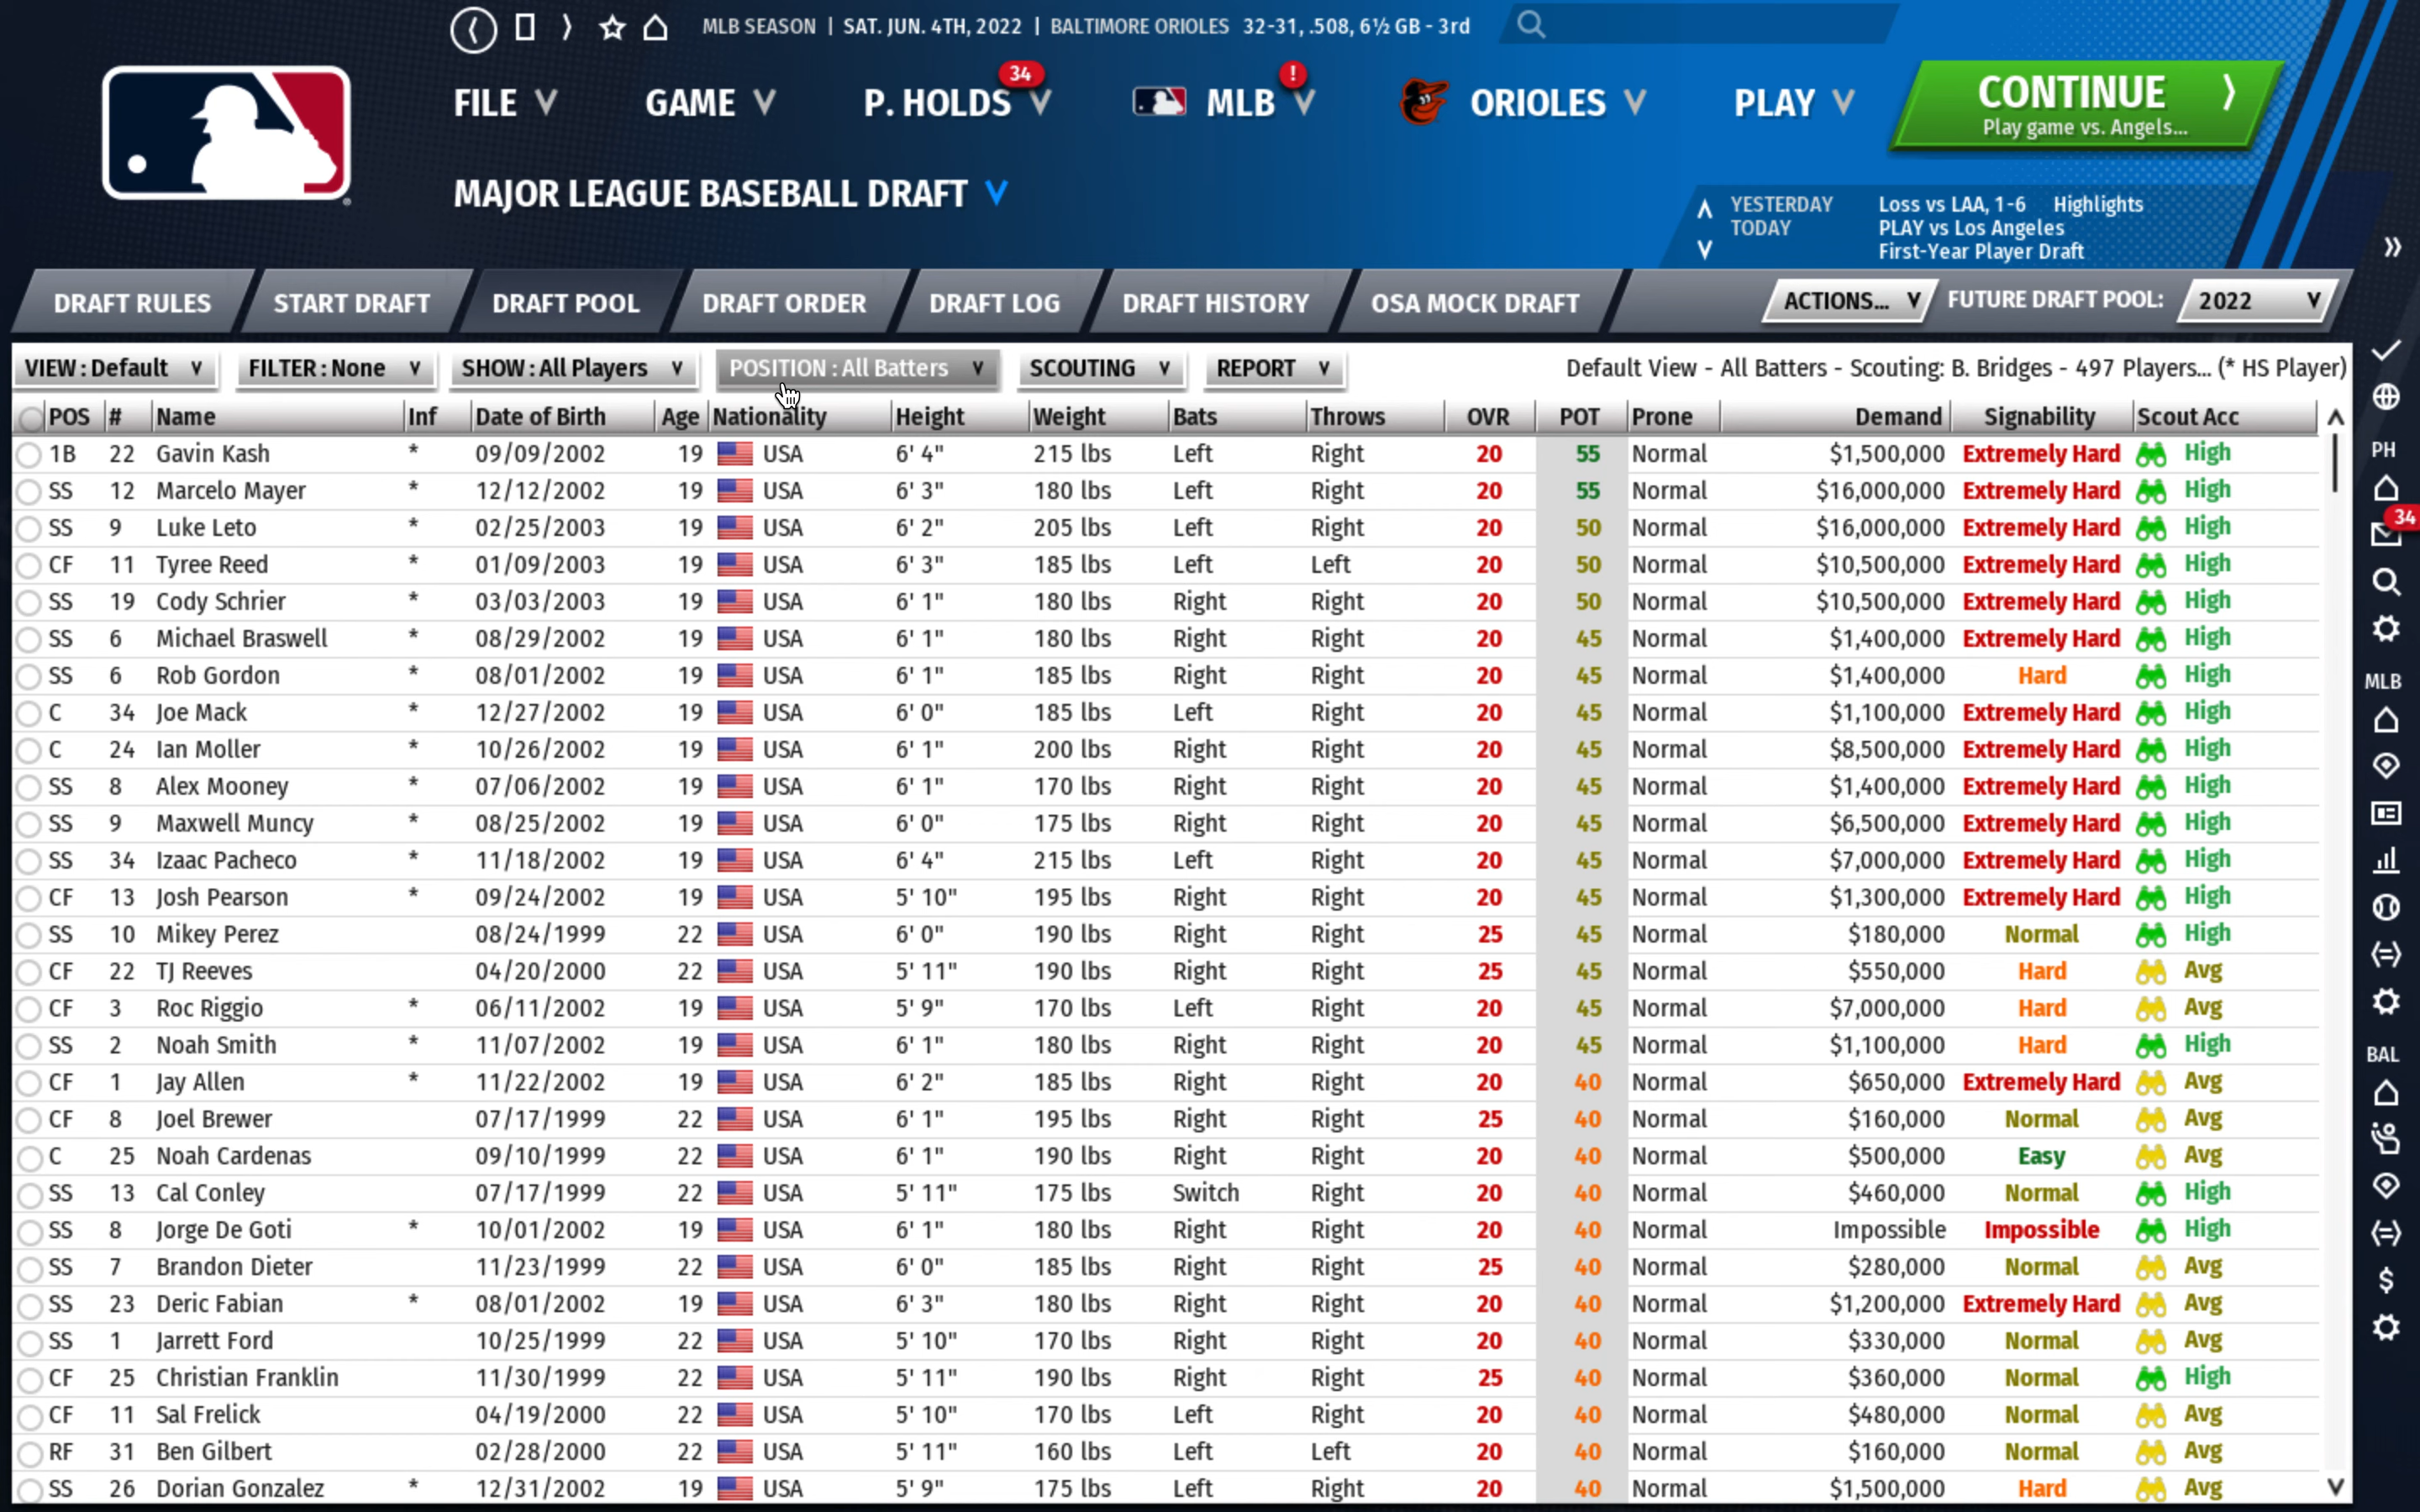 MLB SEASON | SAT. JUN. 4TH, 2022 | BALTIMORE ORIOLES 32-31, .508, 6½ GB - 3rd
FILE GAME P. HOLDS 34 MLB ! ORIOLES PLAY CONTINUE
Play game vs. Angels...
MAJOR LEAGUE BASEBALL DRAFT
YESTERDAY Loss vs LAA, 1-6 Highlights
TODAY PLAY vs Los Angeles
First-Year Player Draft
DRAFT RULES START DRAFT DRAFT POOL DRAFT ORDER DRAFT LOG DRAFT HISTORY OSA MOCK DRAFT ACTIONS... FUTURE DRAFT POOL: 2022
VIEW : Default FILTER : None SHOW : All Players POSITION : All Batters SCOUTING REPORT Default View - All Batters - Scouting: B. Bridges - 497 Players... (* HS Player)
POS # Name Inf Date of Birth Age Nationality Height Weight Bats Throws OVR POT Prone Demand Signability Scout Acc
1B 22 Gavin Kash * 09/09/2002 19 USA 6' 4" 215 lbs Left Right 20 55 Normal $1,500,000 Extremely Hard High
SS 12 Marcelo Mayer * 12/12/2002 19 USA 6' 3" 180 lbs Left Right 20 55 Normal $16,000,000 Extremely Hard High
SS 9 Luke Leto * 02/25/2003 19 USA 6' 2" 205 lbs Left Right 20 50 Normal $16,000,000 Extremely Hard High
CF 11 Tyree Reed * 01/09/2003 19 USA 6' 3" 185 lbs Left Left 20 50 Normal $10,500,000 Extremely Hard High
SS 19 Cody Schrier * 03/03/2003 19 USA 6' 1" 180 lbs Right Right 20 50 Normal $10,500,000 Extremely Hard High
SS 6 Michael Braswell * 08/29/2002 19 USA 6' 1" 180 lbs Right Right 20 45 Normal $1,400,000 Extremely Hard High
SS 6 Rob Gordon * 08/01/2002 19 USA 6' 1" 185 lbs Right Right 20 45 Normal $1,400,000 Hard High
C 34 Joe Mack * 12/27/2002 19 USA 6' 0" 185 lbs Left Right 20 45 Normal $1,100,000 Extremely Hard High
C 24 Ian Moller * 10/26/2002 19 USA 6' 1" 200 lbs Right Right 20 45 Normal $8,500,000 Extremely Hard High
SS 8 Alex Mooney * 07/06/2002 19 USA 6' 1" 170 lbs Right Right 20 45 Normal $1,400,000 Extremely Hard High
SS 9 Maxwell Muncy * 08/25/2002 19 USA 6' 0" 175 lbs Right Right 20 45 Normal $6,500,000 Extremely Hard High
SS 34 Izaac Pacheco * 11/18/2002 19 USA 6' 4" 215 lbs Left Right 20 45 Normal $7,000,000 Extremely Hard High
CF 13 Josh Pearson * 09/24/2002 19 USA 5' 10" 195 lbs Right Right 20 45 Normal $1,300,000 Extremely Hard High
SS 10 Mikey Perez 08/24/1999 22 USA 6' 0" 190 lbs Right Right 25 45 Normal $180,000 Normal High
CF 22 TJ Reeves 04/20/2000 22 USA 5' 11" 190 lbs Right Right 25 45 Normal $550,000 Hard Avg
CF 3 Roc Riggio * 06/11/2002 19 USA 5' 9" 170 lbs Left Right 20 45 Normal $7,000,000 Hard Avg
SS 2 Noah Smith * 11/07/2002 19 USA 6' 1" 180 lbs Right Right 20 45 Normal $1,100,000 Hard High
CF 1 Jay Allen * 11/22/2002 19 USA 6' 2" 185 lbs Right Right 20 40 Normal $650,000 Extremely Hard Avg
CF 8 Joel Brewer 07/17/1999 22 USA 6' 1" 195 lbs Right Right 25 40 Normal $160,000 Normal Avg
C 25 Noah Cardenas 09/10/1999 22 USA 6' 1" 190 lbs Right Right 20 40 Normal $500,000 Easy Avg
SS 13 Cal Conley 07/17/1999 22 USA 5' 11" 175 lbs Switch Right 20 40 Normal $460,000 Normal High
SS 8 Jorge De Goti * 10/01/2002 19 USA 6' 1" 180 lbs Right Right 20 40 Normal Impossible Impossible High
SS 7 Brandon Dieter 11/23/1999 22 USA 6' 0" 185 lbs Right Right 25 40 Normal $280,000 Normal Avg
SS 23 Deric Fabian * 08/01/2002 19 USA 6' 3" 180 lbs Right Right 20 40 Normal $1,200,000 Extremely Hard Avg
SS 1 Jarrett Ford 10/25/1999 22 USA 5' 10" 170 lbs Right Right 20 40 Normal $330,000 Normal Avg
CF 25 Christian Franklin 11/30/1999 22 USA 5' 11" 190 lbs Right Right 25 40 Normal $360,000 Normal High
CF 11 Sal Frelick 04/19/2000 22 USA 5' 10" 170 lbs Left Right 20 40 Normal $480,000 Normal Avg
RF 31 Ben Gilbert 02/28/2000 22 USA 5' 11" 160 lbs Left Left 20 40 Normal $160,000 Normal Avg
SS 26 Dorian Gonzalez * 12/31/2002 19 USA 5' 9" 175 lbs Left Right 20 40 Normal $1,500,000 Hard Avg
PH
34
MLB
BAL